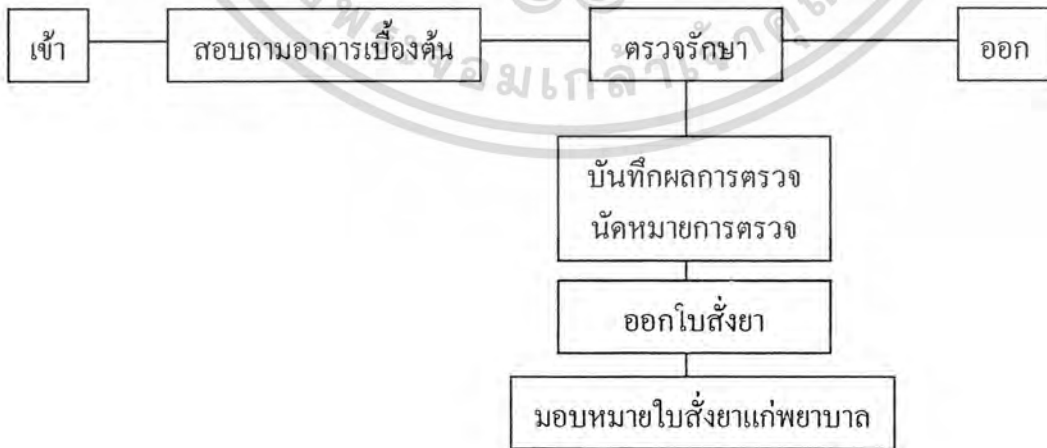 เข้า
สอบถามอาการเบื้องต้น
ตรวจรักษา
ออก
บันทึกผลการตรวจ
นัดหมายการตรวจ
ออกใบสั่งยา
มอบหมายใบสั่งยาแก่พยาบาล